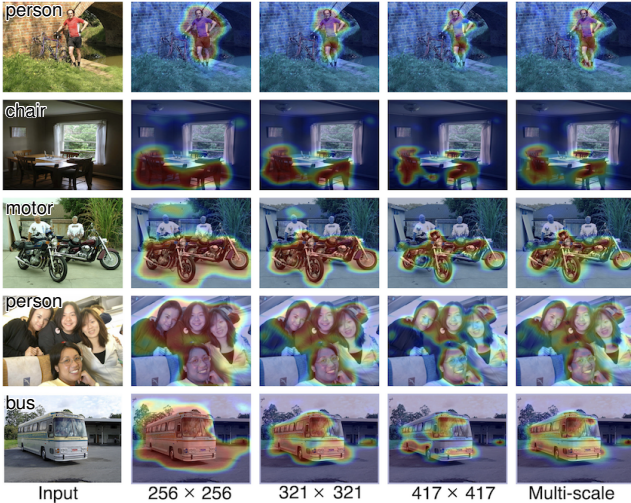 person
chair
motor
person
bus
Input
256 × 256
321 × 321
417 × 417
Multi-scale